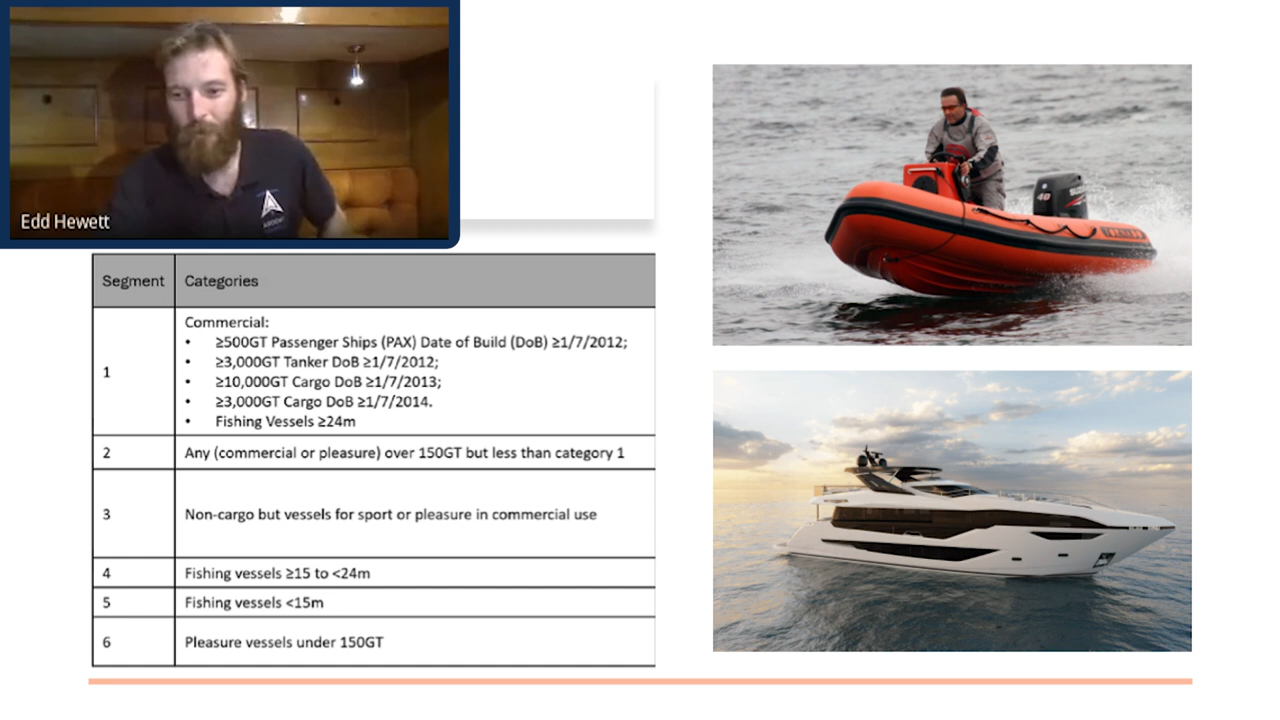 Edd Hewett
Segment Categories
1
Commercial:
• ≥500GT Passenger Ships (PAX) Date of Build (DoB) ≥1/7/2012;
• ≥3,000GT Tanker DoB ≥1/7/2012;
• ≥10,000GT Cargo DoB ≥1/7/2013;
• ≥3,000GT Cargo DoB ≥1/7/2014.
• Fishing Vessels ≥24m
2 Any (commercial or pleasure) over 150GT but less than category 1
3 Non-cargo but vessels for sport or pleasure in commercial use
4 Fishing vessels ≥15 to <24m
5 Fishing vessels <15m
6 Pleasure vessels under 150GT
40